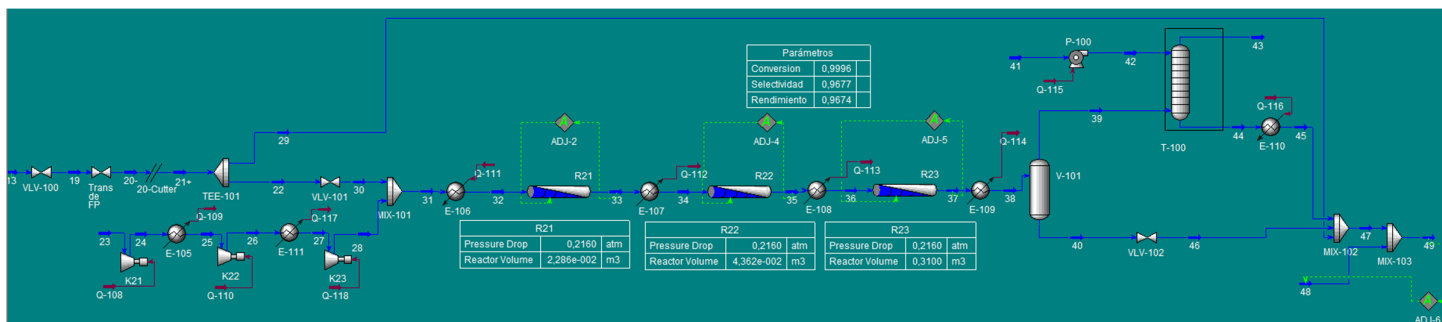 29
13
VLV-100
19
Trans
de
FP
20-
20-Cutter
21+
TEE-101
22
VLV-101
30
MIX-101
31
E-106
Q-111
32
ADJ-2
R21
33
E-107
Q-112
34
ADJ-4
R22
35
E-108
Q-113
36
ADJ-5
R23
37
E-109
Q-114
38
V-101
39
40
VLV-102
46
41
P-100
Q-115
42
T-100
43
44
E-110
Q-116
45
MIX-102
47
MIX-103
48
49
ADJ-6
23
K21
Q-108
24
E-105
Q-109
25
K22
Q-110
26
E-111
Q-117
27
K23
Q-118
28
Parámetros
Conversion 0,9996
Selectividad 0,9677
Rendimiento 0,9674
R21
Pressure Drop 0,2160 atm
Reactor Volume 2,286e-002 m3
R22
Pressure Drop 0,2160 atm
Reactor Volume 4,362e-002 m3
R23
Pressure Drop 0,2160 atm
Reactor Volume 0,3100 m3